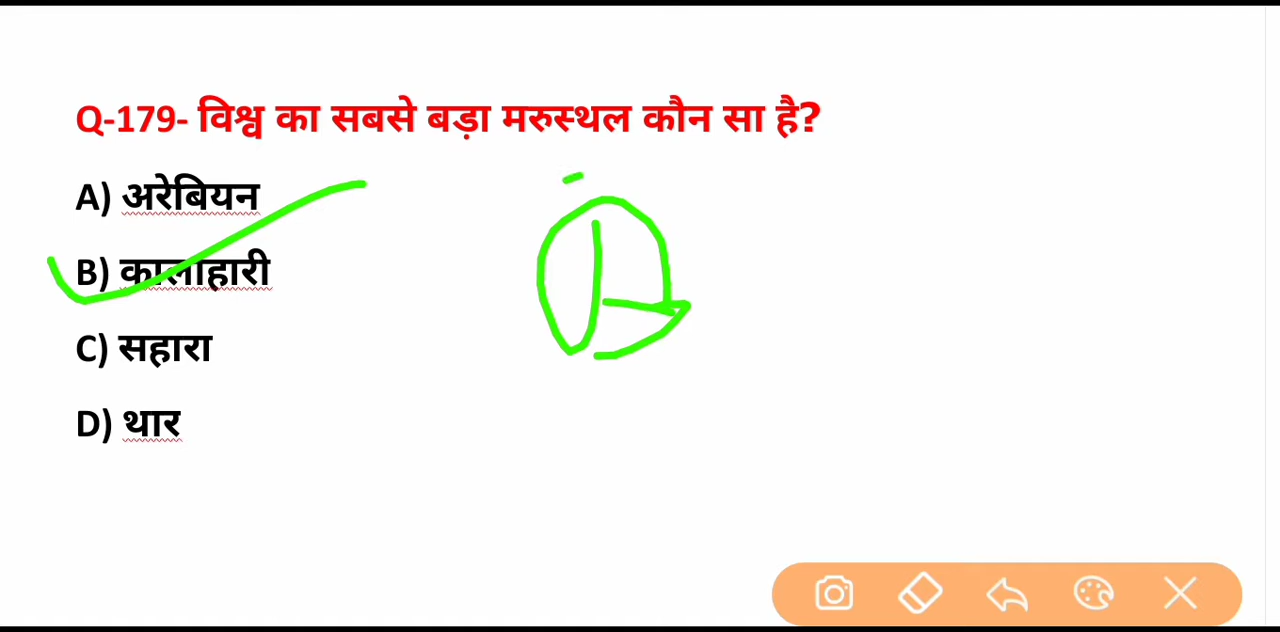 Q-179- विश्व का सबसे बड़ा मरुस्थल कौन सा है?
A) अरेबियन
B) कालाहारी
C) सहारा
D) थार